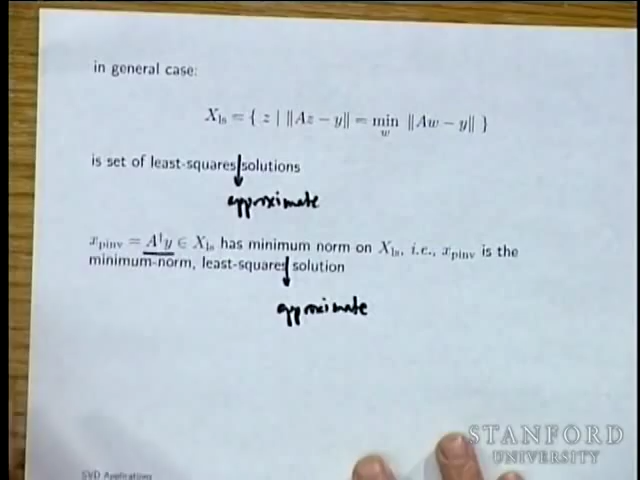 in general case:
X_ls = { z | ‖Az − y‖ = min_w ‖Aw − y‖ }
is set of least-squares solutions
approximate
x_pinv = A†y ∈ X_ls has minimum norm on X_ls, i.e., x_pinv is the
minimum-norm, least-squares solution
approximate
STANFORD
UNIVERSITY
SVD Applications